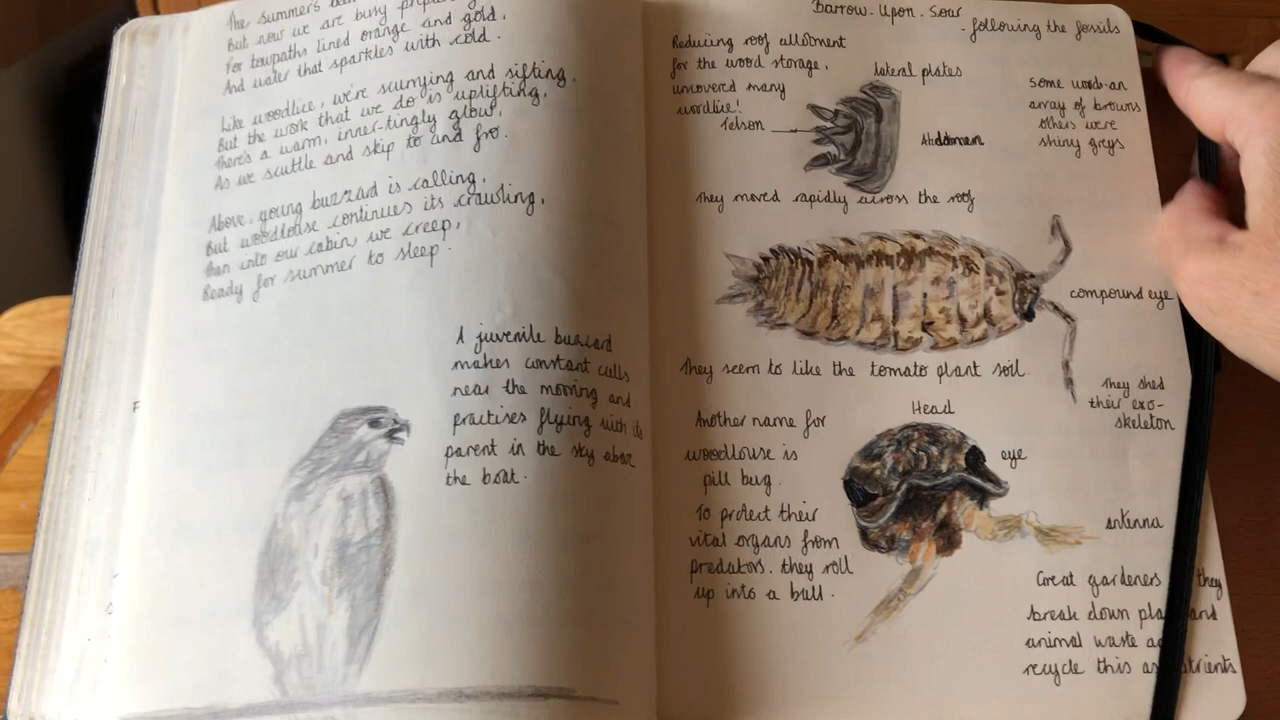 The summer's
But now we are busy
For towpaths lined orange and gold,
And water that sparkles with cold.
Like woodlice, we're scurrying and sifting,
But the work that we do is uplifting,
There's a warm, inner-tingly glow,
As we scuttle and skip to and fro.
Above, young buzzard is calling,
But woodlouse continues its crawling,
Then into our cabin, we creep,
Ready for summer to sleep.
A juvenile buzzard
makes constant calls
near the mooring and
practises flying with its
parent in the sky above
the boat.
Barrow-Upon-Soar
- following the fossils
Reducing roof allotment
for the wood storage,
uncovered many
woodlice!
lateral plates
Telson
Abdomen
Some wood-an
array of browns
others were
shiny greys
They moved rapidly across the roof
compound eye
They seem to like the tomato plant soil.
They shed
their exo-
skeleton
Another name for
woodlouse is
pill bug.
To protect their
vital organs from
predators, they roll
up into a ball.
Head
eye
antenna
Great gardeners they
break down and
animal waste
recycle this